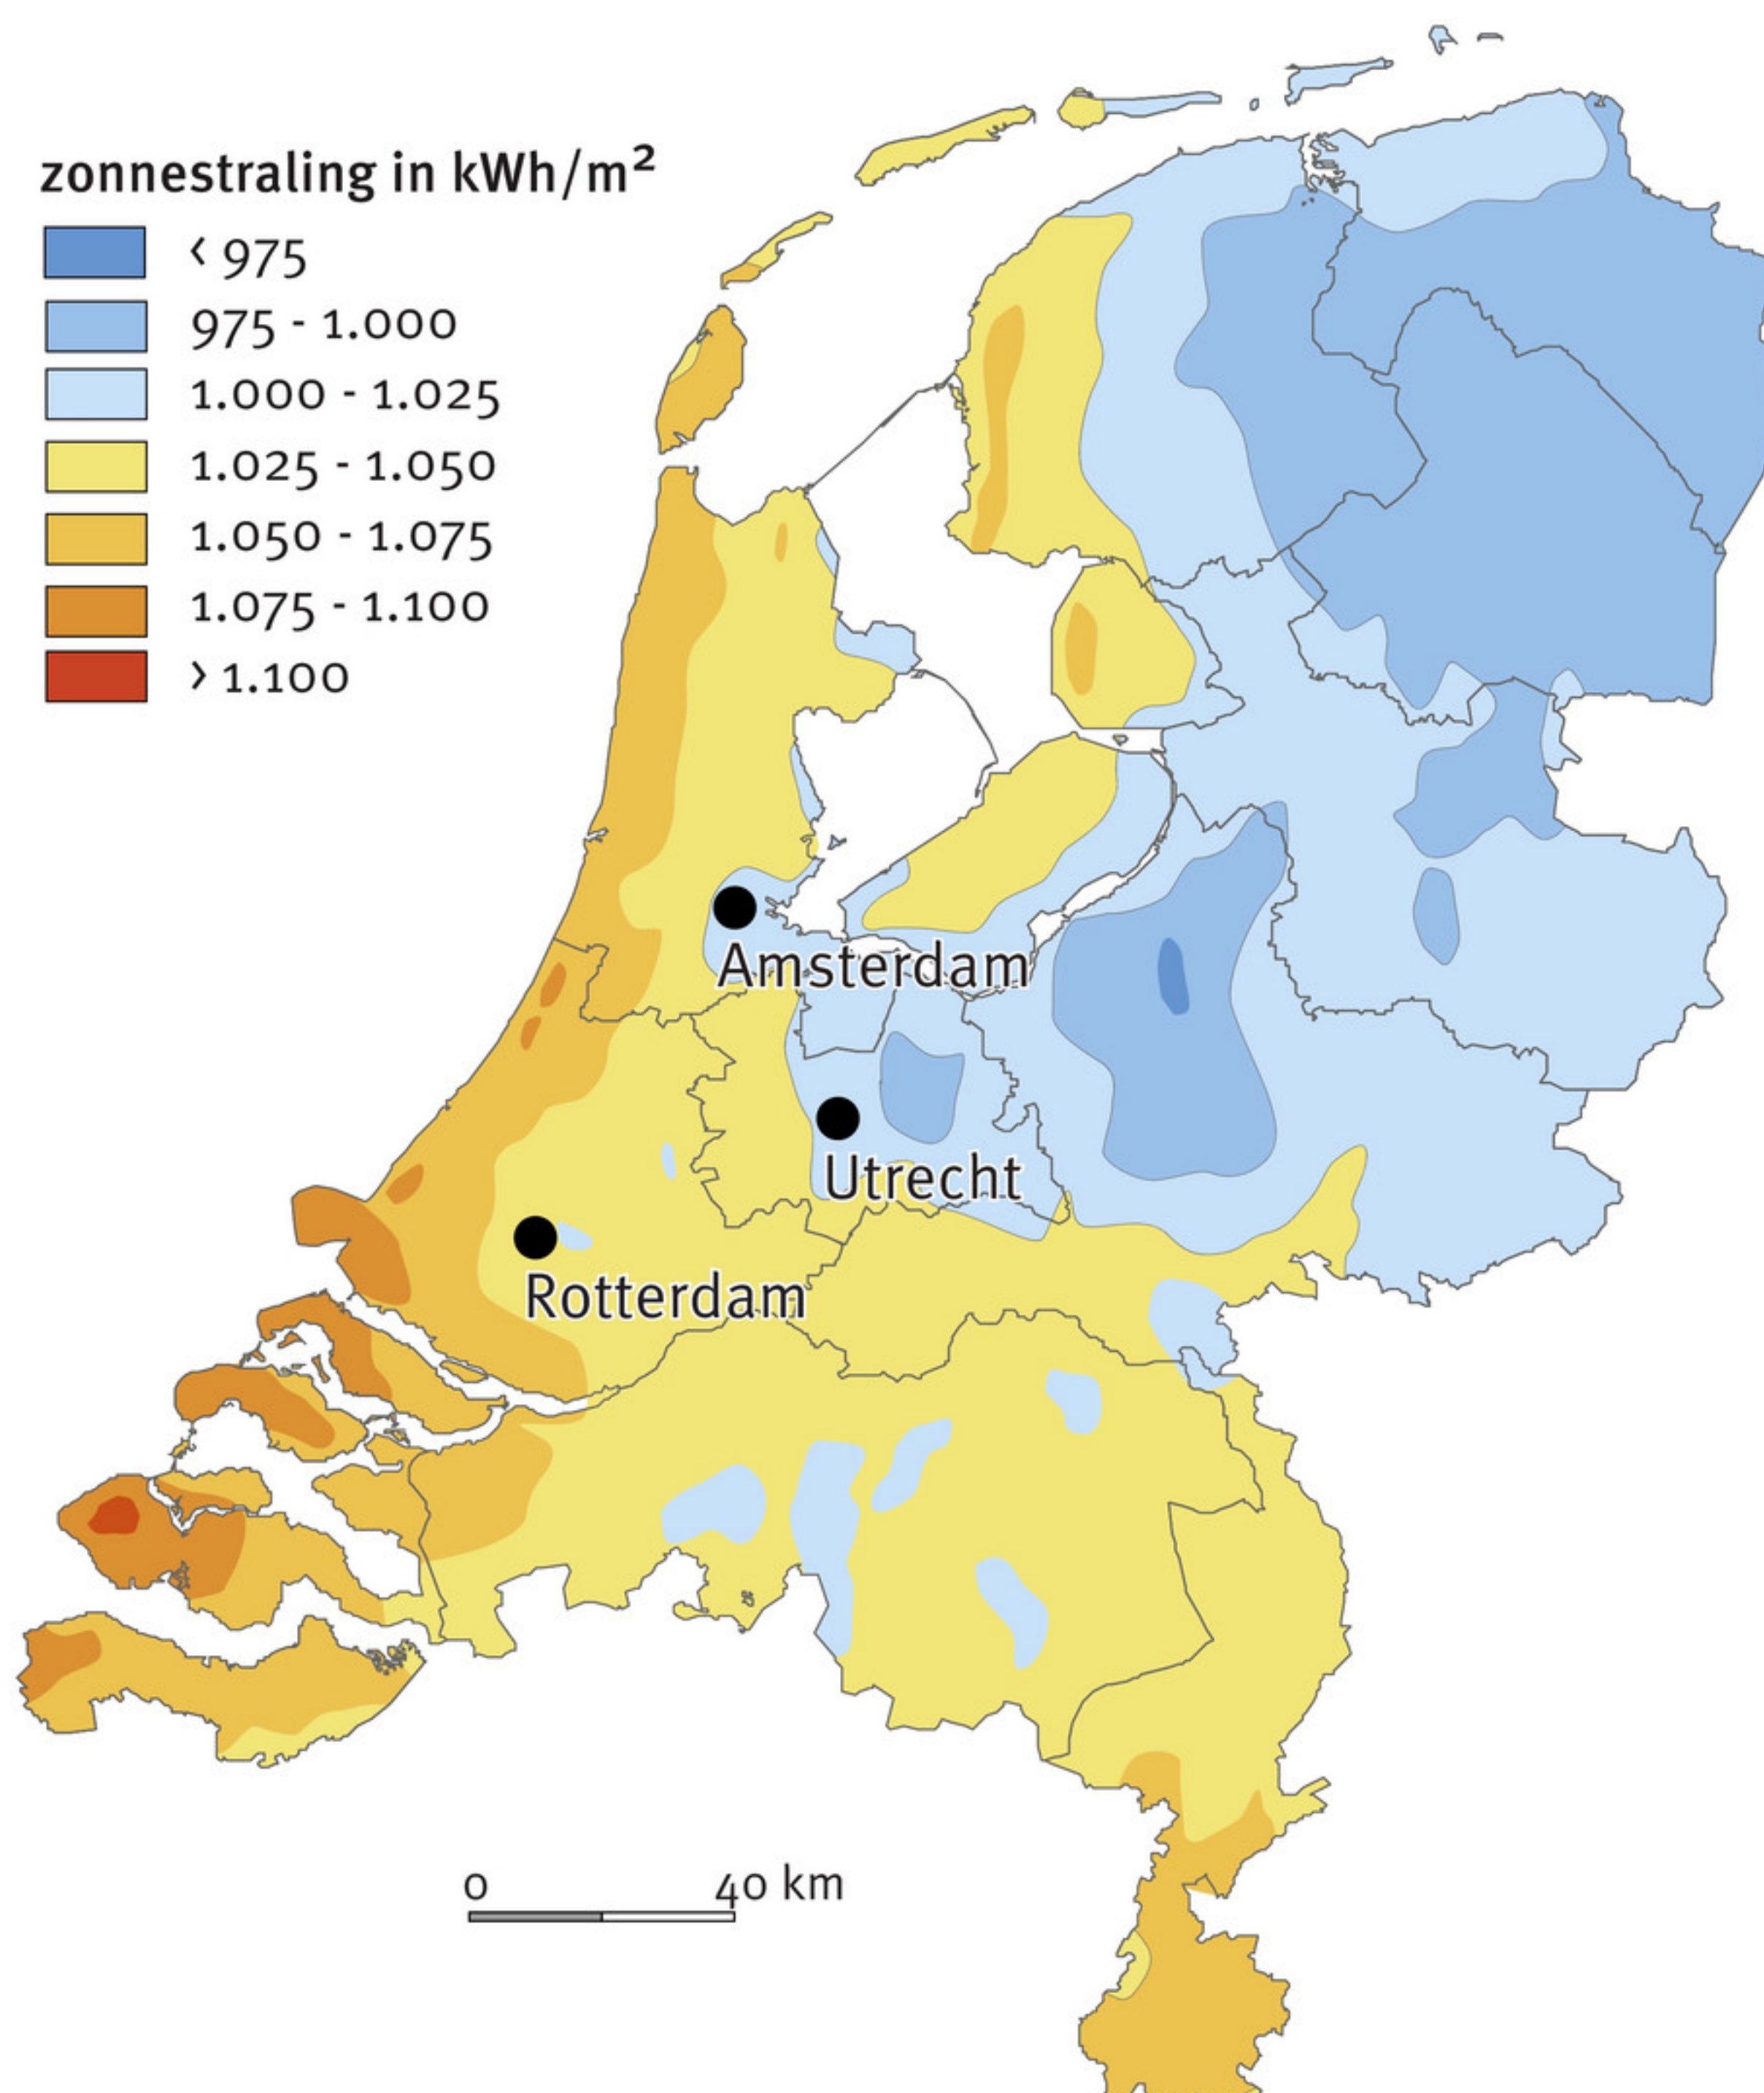 zonnestraling in kWh/m²
< 975
975 - 1.000
1.000 - 1.025
1.025 - 1.050
1.050 - 1.075
1.075 - 1.100
> 1.100
Amsterdam
Utrecht
Rotterdam
0 40 km